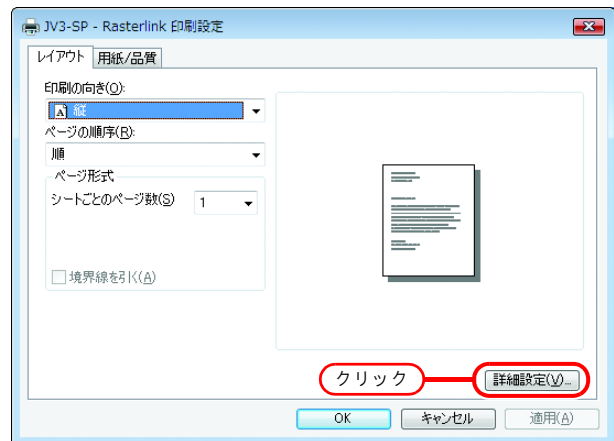 JV3-SP - Rasterlink 印刷設定
レイアウト 用紙/品質
印刷の向き(O):
A 縦
ページの順序(R):
順
ページ形式
シートごとのページ数(S) 1
境界線を引く(A)
クリック 詳細設定(V)...
OK キャンセル 適用(A)